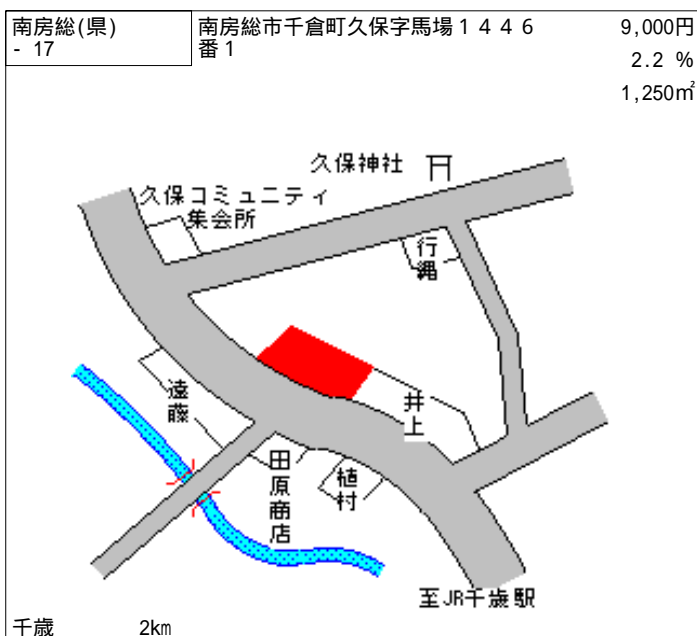 南房総(県)
- 17
南房総市千倉町久保字馬場1446
番1
9,000円
2.2 %
1,250㎡
久保神社
久保コミュニティ
集会所
行縄
遠藤
井上
田原商店
植村
至JR千歳駅
千歳 2km